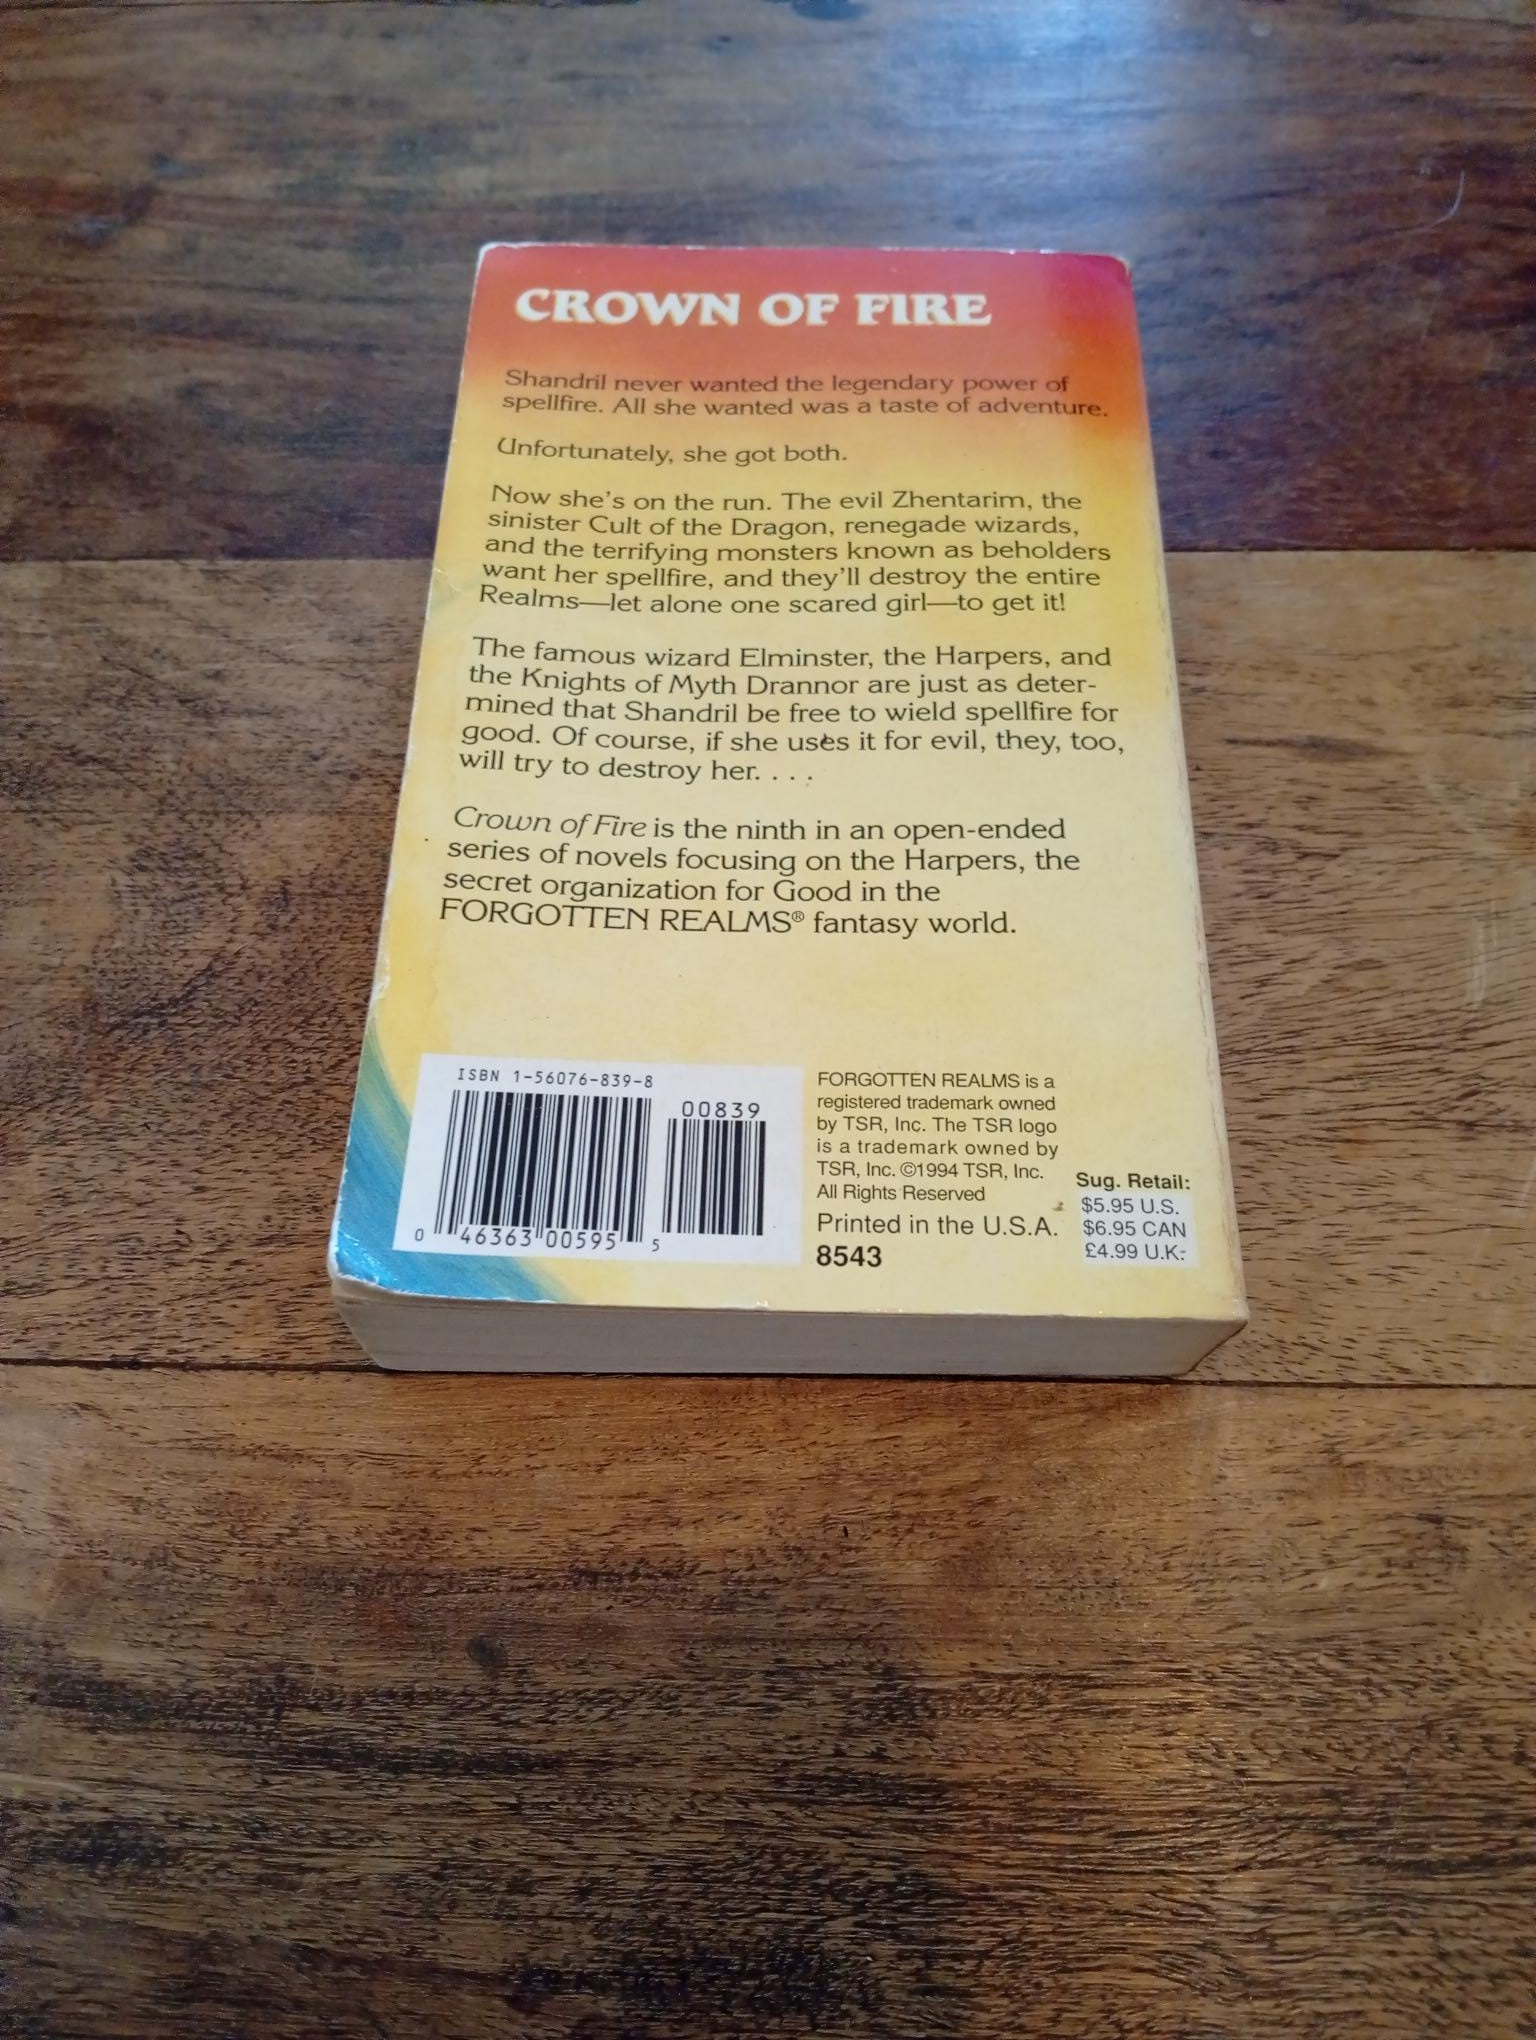 CROWN OF FIRE
Shandril never wanted the legendary power of
spellfire. All she wanted was a taste of adventure.
Unfortunately, she got both.
Now she's on the run. The evil Zhentarim, the
sinister Cult of the Dragon, renegade wizards,
and the terrifying monsters known as beholders
want her spellfire, and they'll destroy the entire
Realms—let alone one scared girl—to get it!
The famous wizard Elminster, the Harpers, and
the Knights of Myth Drannor are just as deter-
mined that Shandril be free to wield spellfire for
good. Of course, if she uses it for evil, they, too,
will try to destroy her. . . .
Crown of Fire is the ninth in an open-ended
series of novels focusing on the Harpers, the
secret organization for Good in the
FORGOTTEN REALMS® fantasy world.
ISBN 1-56076-839-8
00839
0 46363 00595 5
FORGOTTEN REALMS is a
registered trademark owned
by TSR, Inc. The TSR logo
is a trademark owned by
TSR, Inc. ©1994 TSR, Inc.
All Rights Reserved
Printed in the U.S.A.
8543
Sug. Retail:
$5.95 U.S.
$6.95 CAN
£4.99 U.K.